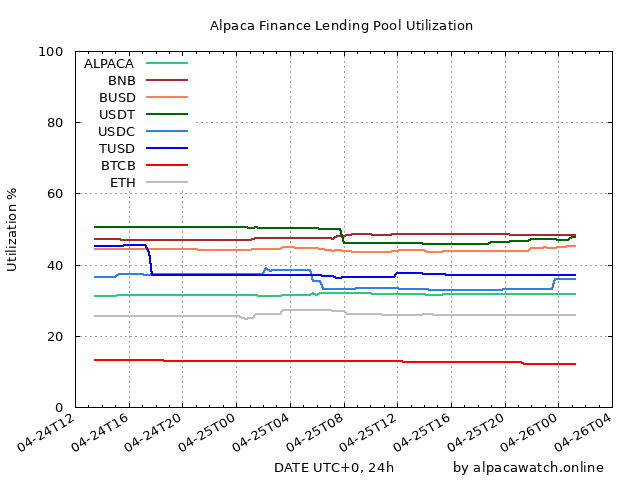 Alpaca Finance Lending Pool Utilization
100
80
60
40
20
0
Utilization %
ALPACA
BNB
BUSD
USDT
USDC
TUSD
BTCB
ETH
04-24T12
04-24T16
04-24T20
04-25T00
04-25T04
04-25T08
04-25T12
04-25T16
04-25T20
04-26T00
04-26T04
DATE UTC+0, 24h
by alpacawatch.online